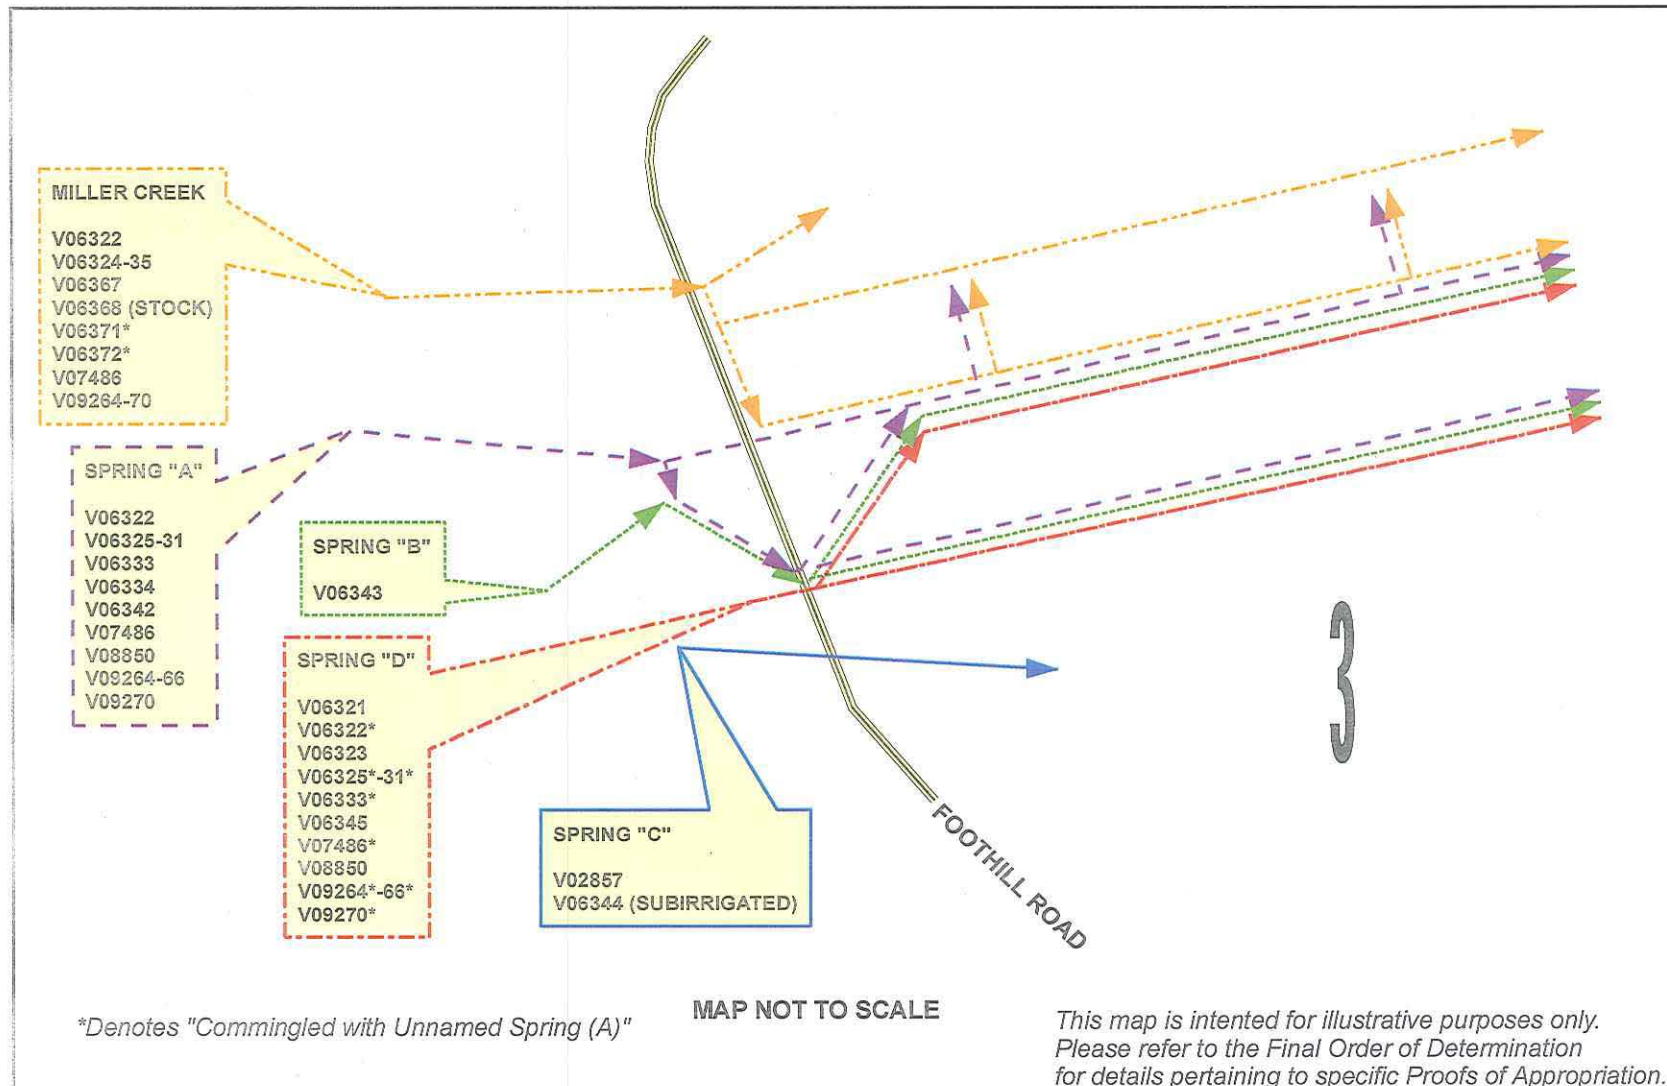 MILLER CREEK
V06322
V06324-35
V06367
V06368 (STOCK)
V06371*
V06372*
V07486
V09264-70
SPRING "A"
V06322
V06325-31
V06333
V06334
V06342
V07486
V08850
V09264-66
V09270
SPRING "B"
V06343
SPRING "D"
V06321
V06322*
V06323
V06325*-31*
V06333*
V06345
V07486*
V08850
V09264*-66*
V09270*
SPRING "C"
V02857
V06344 (SUBIRRIGATED)
FOOTHILL ROAD
3
*Denotes "Commingled with Unnamed Spring (A)"
MAP NOT TO SCALE
This map is intented for illustrative purposes only.
Please refer to the Final Order of Determination
for details pertaining to specific Proofs of Appropriation.